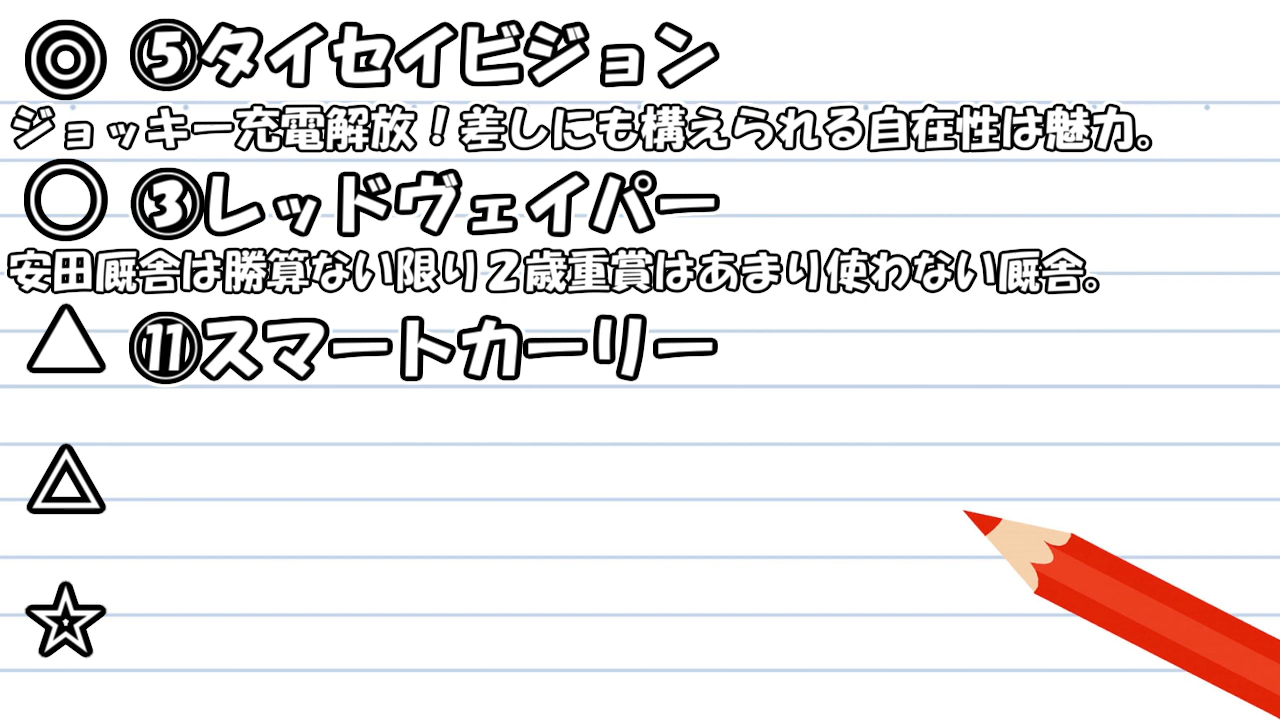 ◎ ⑤タイセイビジョン
ジョッキー充電解放！差しにも構えられる自在性は魅力。
○ ③レッドヴェイパー
安田厩舎は勝算ない限り２歳重賞はあまり使わない厩舎。
△ ⑪スマートカーリー
△
☆